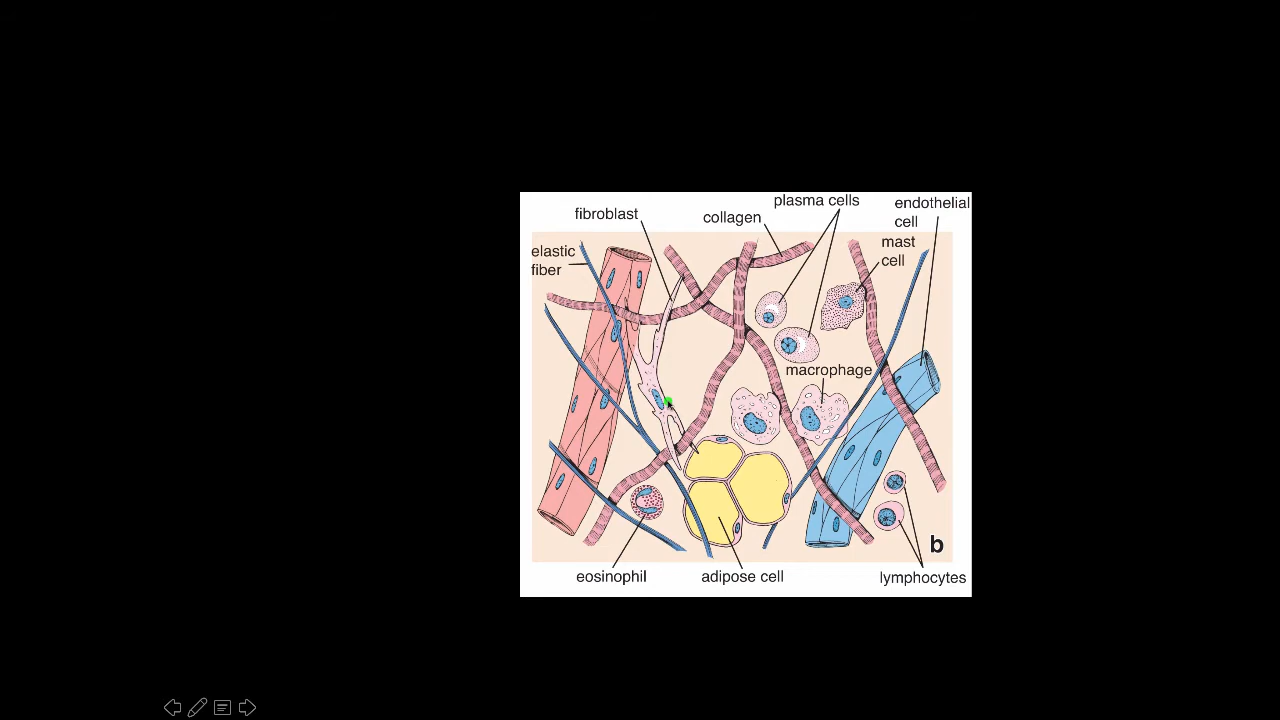 plasma cells
endothelial
cell
fibroblast
collagen
mast
cell
elastic
fiber
macrophage
b
eosinophil
adipose cell
lymphocytes